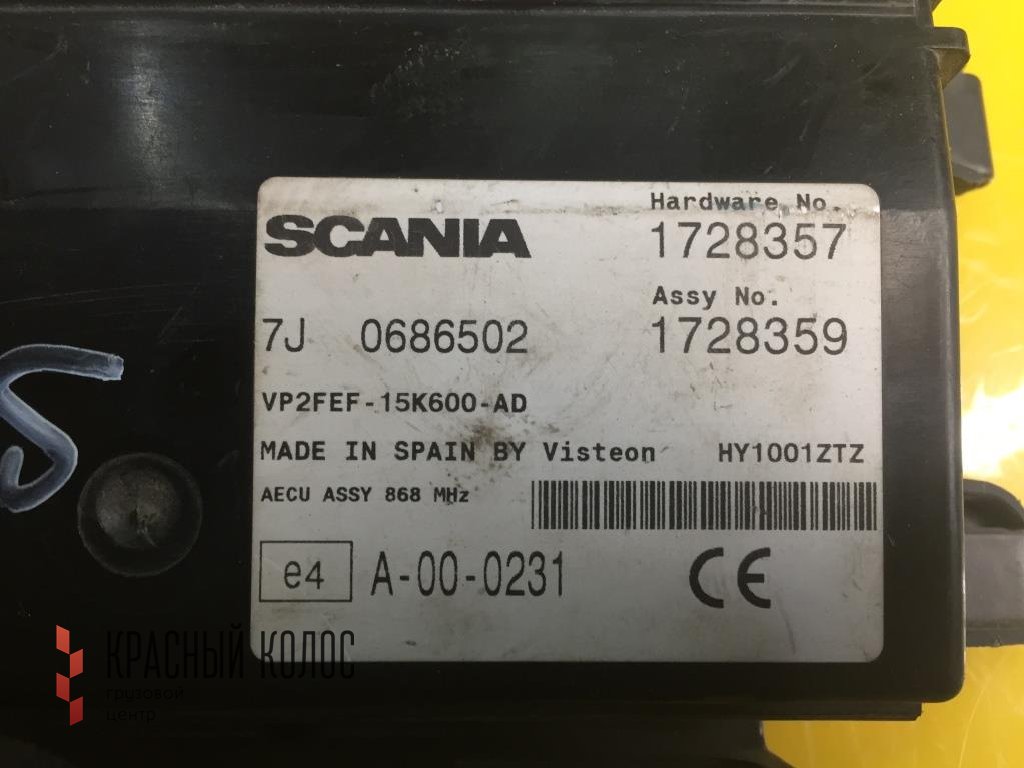 SCANIA
Hardware No.
1728357
Assy No.
7J 0686502
1728359
VP2FEF-15K600-AD
MADE IN SPAIN BY Visteon HY1001ZTZ
AECU ASSY 868 MHz
e4 A-00-0231 CE
КРАСНЫЙ КОЛОС
грузовой
центр